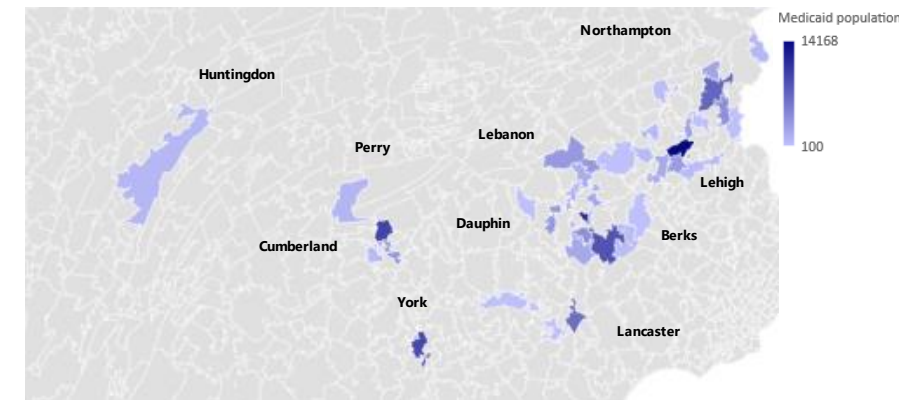 Medicaid population
14168
100
Northampton
Huntingdon
Lebanon
Perry
Lehigh
Dauphin
Berks
Cumberland
York
Lancaster